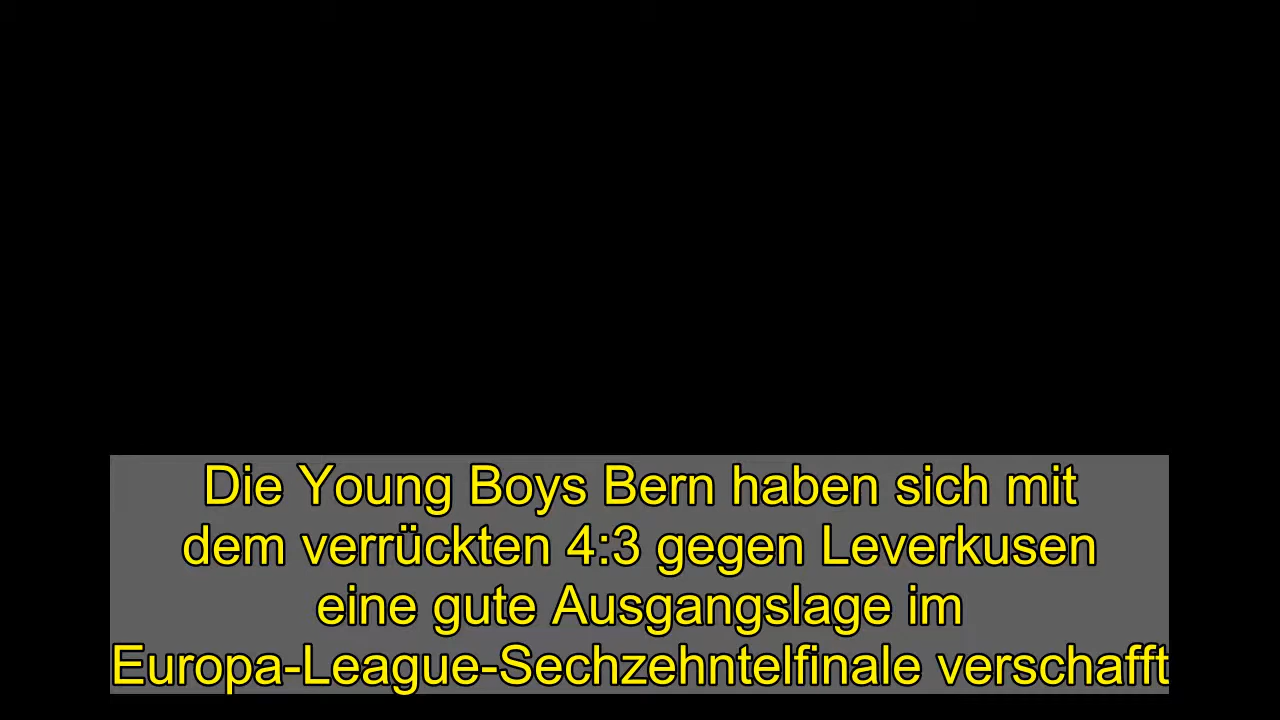 Die Young Boys Bern haben sich mit
dem verrückten 4:3 gegen Leverkusen
eine gute Ausgangslage im
Europa-League-Sechzehntelfinale verschafft